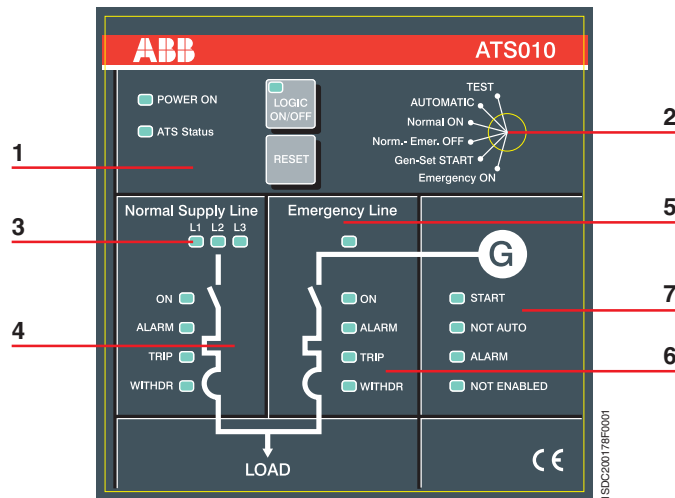 ABB
ATS010
POWER ON
ATS Status
LOGIC
ON/OFF
RESET
TEST
AUTOMATIC
Normal ON
Norm.- Emer. OFF
Gen-Set START
Emergency ON
1
2
Normal Supply Line
L1 L2 L3
Emergency Line
3
5
G
ON
ALARM
TRIP
WITHDR
4
ON
ALARM
TRIP
WITHDR
6
START
NOT AUTO
ALARM
NOT ENABLED
7
LOAD
CE
1SDC200178F0001